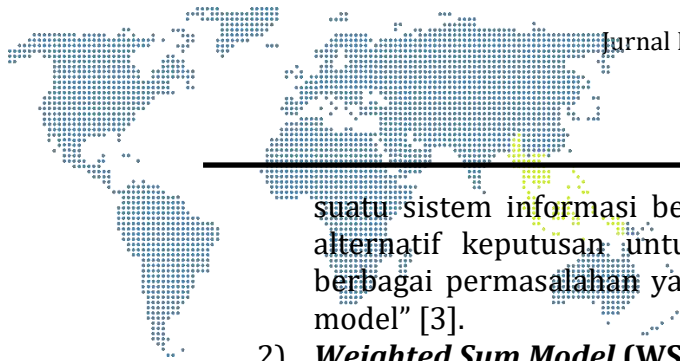 Jurnal
suatu sistem informasi be
alternatif keputusan untu
berbagai permasalahan ya
model” [3].
2) Weighted Sum Model (WS